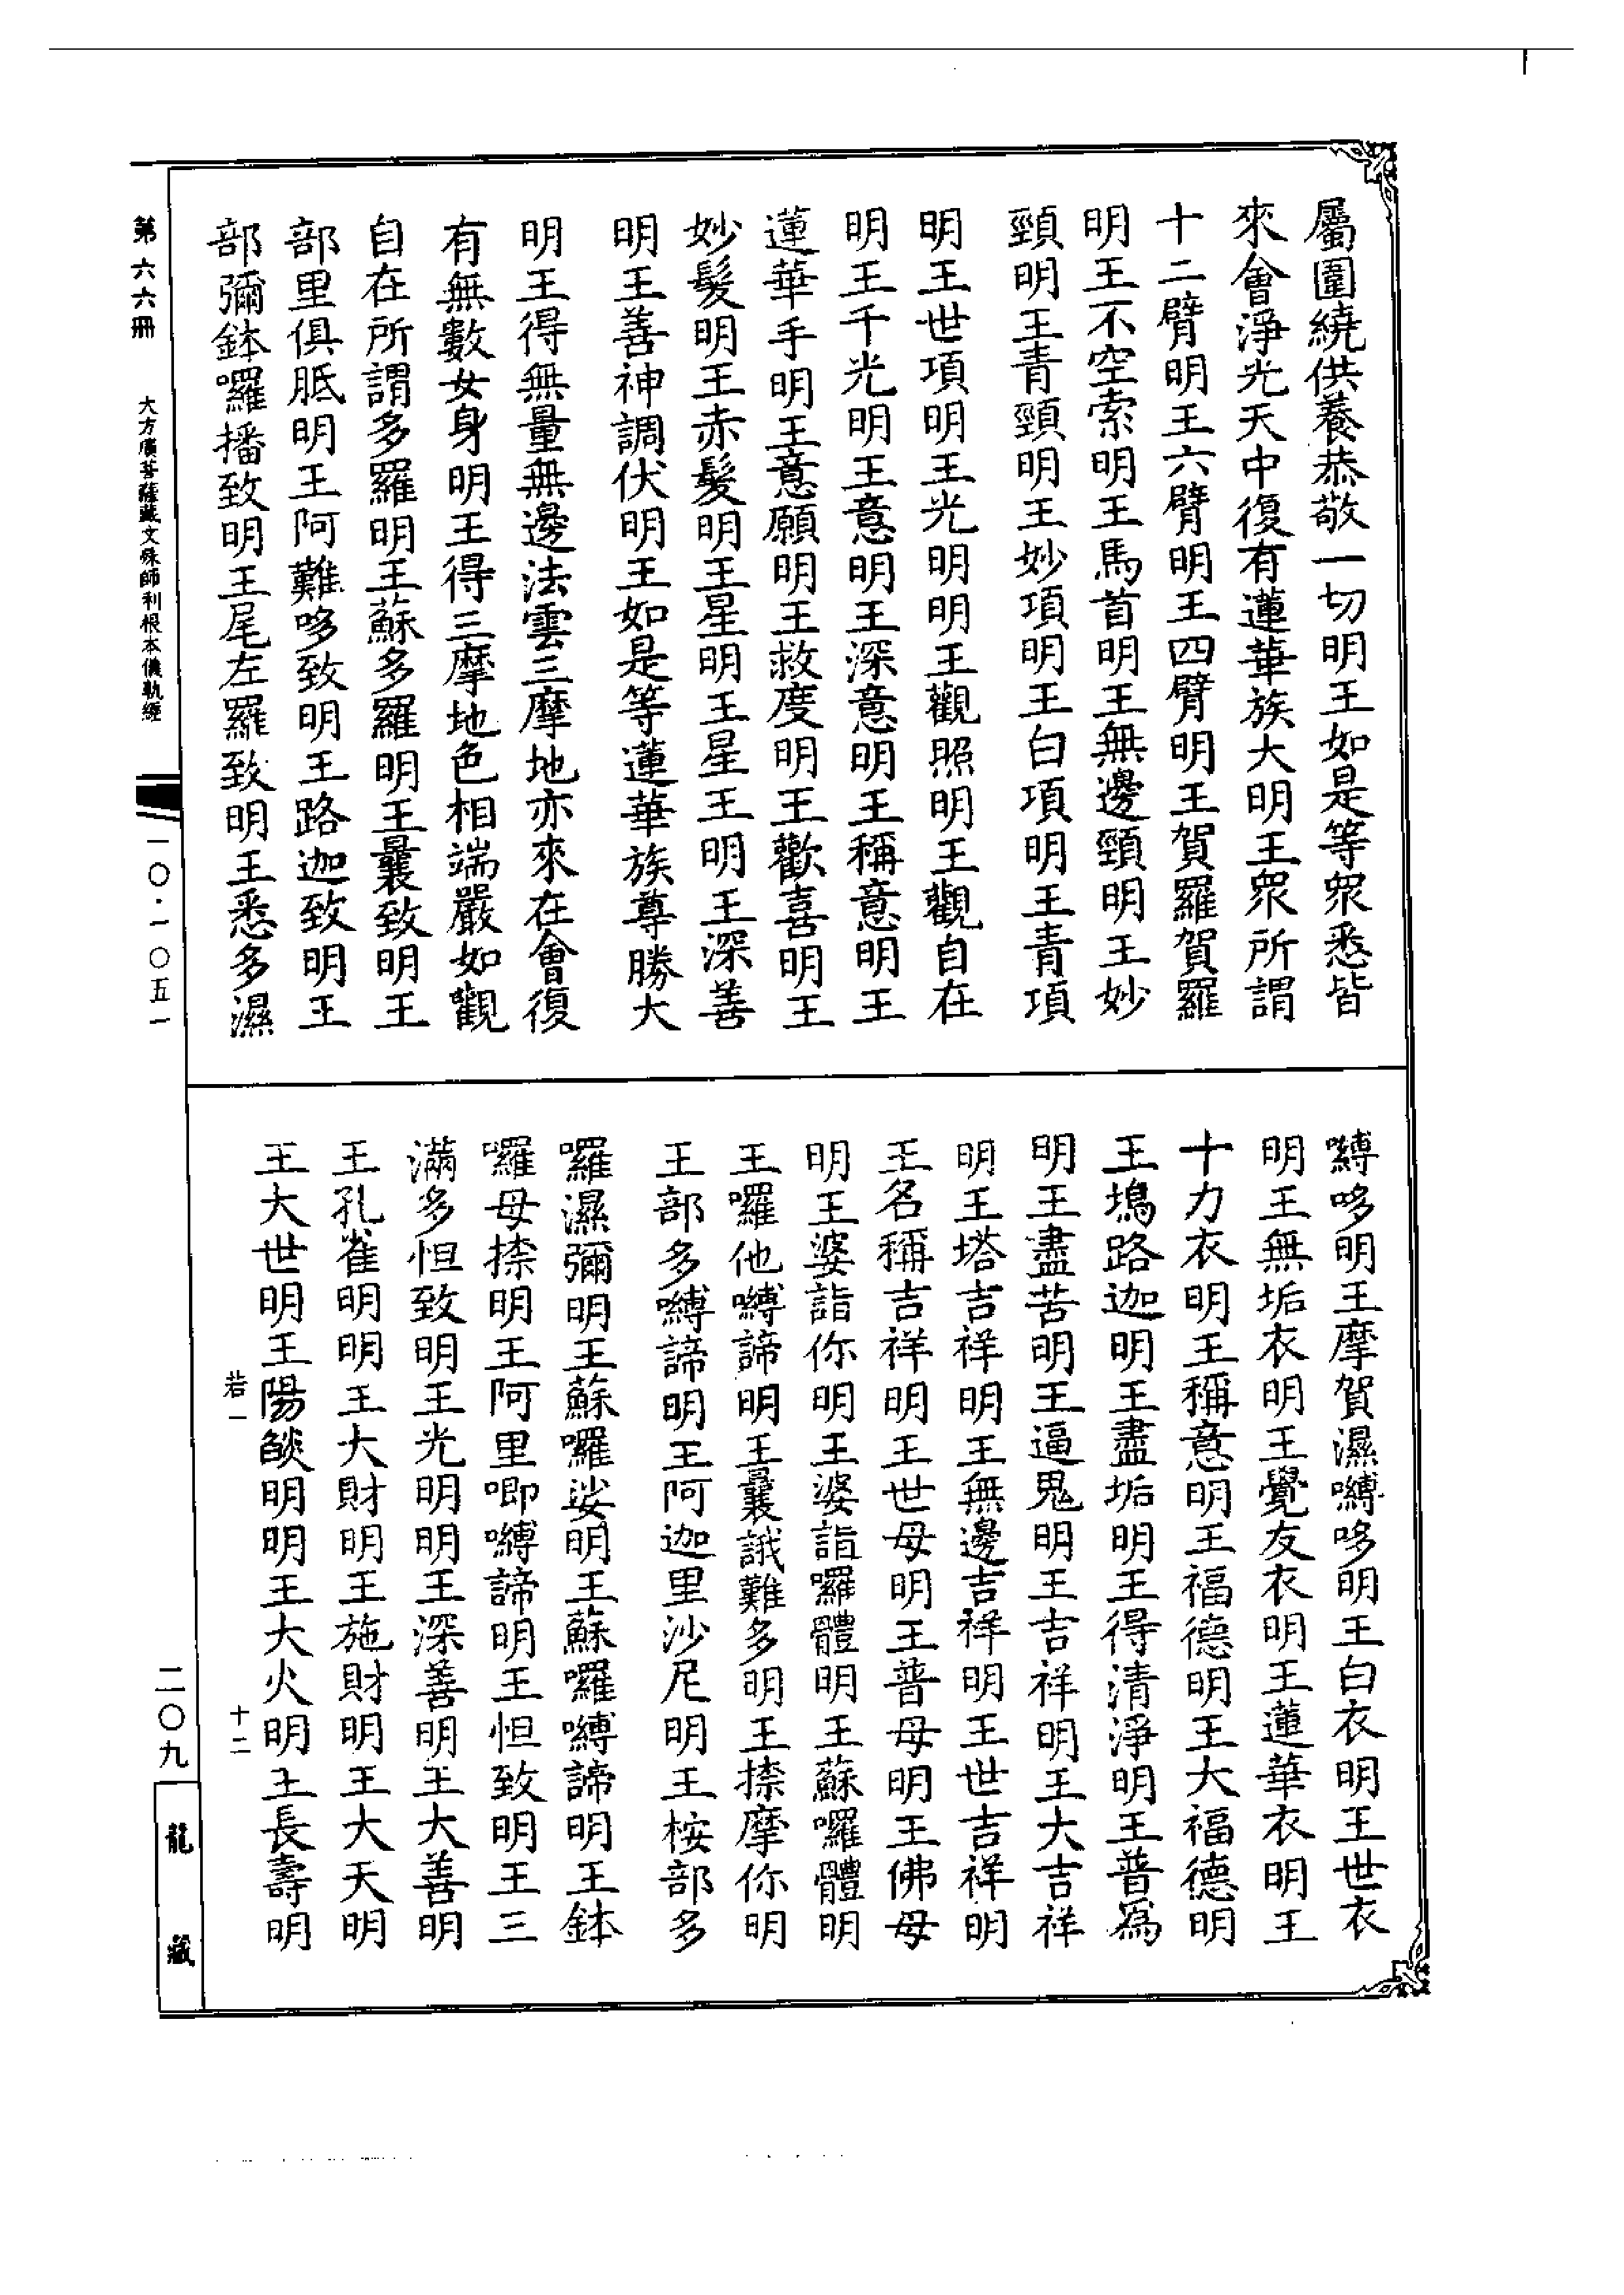 屬圍繞供養恭敬一切明王如是等眾悉皆
來會淨光天中復有蓮華族大明王眾所謂
十二臂明王六臂明王四臂明王賀羅賀羅
明王不空索明王馬首明王無邊頸明王妙
頸明王青頸明王妙項明王白項明王青項
明王世項明王光明明王觀照明王觀自在
明王千光明王意明王深意明王稱意明王
蓮華手明王意願明王救度明王歡喜明王
妙髮明王赤髮明王星明王星王明王深善
明王善神調伏明王如是等蓮華族尊勝大
明王得無量無邊法雲三摩地亦來在會復
有無數女身明王得三摩地色相端嚴如觀
自在所謂多羅明王蘇多羅明王曩致明王
部里俱胝明王阿難哆致明王路迦致明王
部彌鉢囉播致明王尾左羅致明王悉多濕
嚩哆明王摩賀濕嚩哆明王白衣明王世衣
明王無垢衣明王覺友衣明王蓮華衣明王
十力衣明王稱意明王福德明王大福德明
王塢路迦明王盡垢明王得清淨明王普為
明王盡苦明王逼鬼明王吉祥明王大吉祥
明王塔吉祥明王無邊吉祥明王世吉祥明
王名稱吉祥明王世母明王普母明王佛母
明王婆詣你明王婆詣囉體明王蘇囉體明
王囉他嚩諦明王曩誐難多明王捺摩你明
王部多嚩諦明王阿迦里沙尼明王桉部多
囉濕彌明王蘇囉娑明王蘇囉嚩諦明王鉢
囉母捺明王阿里唧嚩諦明王怛致明王三
滿多怛致明王光明明王深善明王大善明
王孔雀明明王大財明王施財明王大天明
王大世明王陽燄明明王大火明王長壽明
第六六冊
大方廣菩薩藏文殊師利根本儀軌經
一〇·一〇五一
若一
十二
二〇九
龍藏